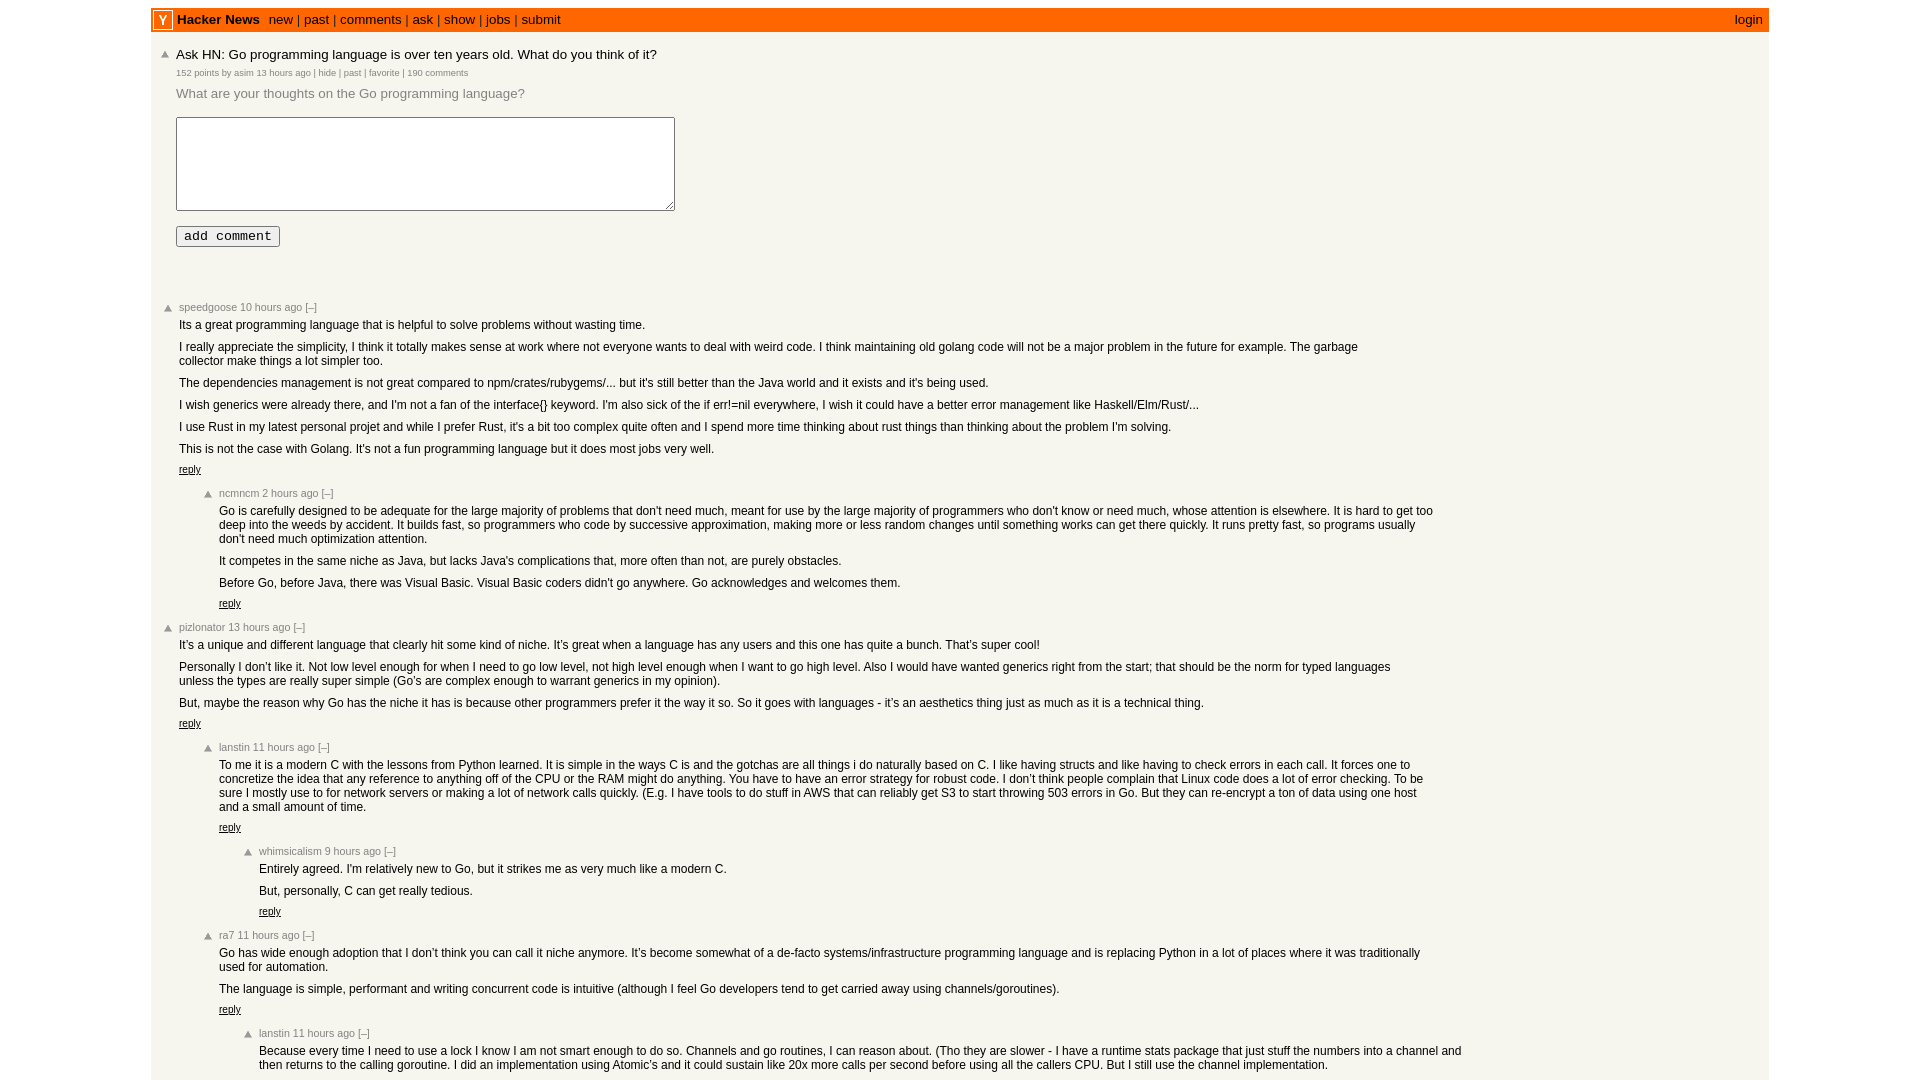 Y Hacker News new | past | comments | ask | show | jobs | submit login
Ask HN: Go programming language is over ten years old. What do you think of it?
152 points by asim 13 hours ago | hide | past | favorite | 190 comments
What are your thoughts on the Go programming language?
add comment
speedgoose 10 hours ago [–]
Its a great programming language that is helpful to solve problems without wasting time.
I really appreciate the simplicity, I think it totally makes sense at work where not everyone wants to deal with weird code. I think maintaining old golang code will not be a major problem in the future for example. The garbage
collector make things a lot simpler too.
The dependencies management is not great compared to npm/crates/rubygems/... but it's still better than the Java world and it exists and it's being used.
I wish generics were already there, and I'm not a fan of the interface{} keyword. I'm also sick of the if err!=nil everywhere, I wish it could have a better error management like Haskell/Elm/Rust/...
I use Rust in my latest personal projet and while I prefer Rust, it's a bit too complex quite often and I spend more time thinking about rust things than thinking about the problem I'm solving.
This is not the case with Golang. It's not a fun programming language but it does most jobs very well.
reply
ncmncm 2 hours ago [–]
Go is carefully designed to be adequate for the large majority of problems that don't need much, meant for use by the large majority of programmers who don't know or need much, whose attention is elsewhere. It is hard to get too
deep into the weeds by accident. It builds fast, so programmers who code by successive approximation, making more or less random changes until something works can get there quickly. It runs pretty fast, so programs usually
don't need much optimization attention.
It competes in the same niche as Java, but lacks Java's complications that, more often than not, are purely obstacles.
Before Go, before Java, there was Visual Basic. Visual Basic coders didn't go anywhere. Go acknowledges and welcomes them.
reply
pizlonator 13 hours ago [–]
It’s a unique and different language that clearly hit some kind of niche. It’s great when a language has any users and this one has quite a bunch. That’s super cool!
Personally I don’t like it. Not low level enough for when I need to go low level, not high level enough when I want to go high level. Also I would have wanted generics right from the start; that should be the norm for typed languages
unless the types are really super simple (Go’s are complex enough to warrant generics in my opinion).
But, maybe the reason why Go has the niche it has is because other programmers prefer it the way it so. So it goes with languages - it’s an aesthetics thing just as much as it is a technical thing.
reply
lanstin 11 hours ago [–]
To me it is a modern C with the lessons from Python learned. It is simple in the ways C is and the gotchas are all things i do naturally based on C. I like having structs and like having to check errors in each call. It forces one to
concretize the idea that any reference to anything off of the CPU or the RAM might do anything. You have to have an error strategy for robust code. I don’t think people complain that Linux code does a lot of error checking. To be
sure I mostly use to for network servers or making a lot of network calls quickly. (E.g. I have tools to do stuff in AWS that can reliably get S3 to start throwing 503 errors in Go. But they can re-encrypt a ton of data using one host
and a small amount of time.
reply
whimsicalism 9 hours ago [–]
Entirely agreed. I'm relatively new to Go, but it strikes me as very much like a modern C.
But, personally, C can get really tedious.
reply
ra7 11 hours ago [–]
Go has wide enough adoption that I don’t think you can call it niche anymore. It’s become somewhat of a de-facto systems/infrastructure programming language and is replacing Python in a lot of places where it was traditionally
used for automation.
The language is simple, performant and writing concurrent code is intuitive (although I feel Go developers tend to get carried away using channels/goroutines).
reply
lanstin 11 hours ago [–]
Because every time I need to use a lock I know I am not smart enough to do so. Channels and go routines, I can reason about. (Tho they are slower - I have a runtime stats package that just stuff the numbers into a channel and
then returns to the calling goroutine. I did an implementation using Atomic’s and it could sustain like 20x more calls per second before using all the callers CPU. But I still use the channel implementation.